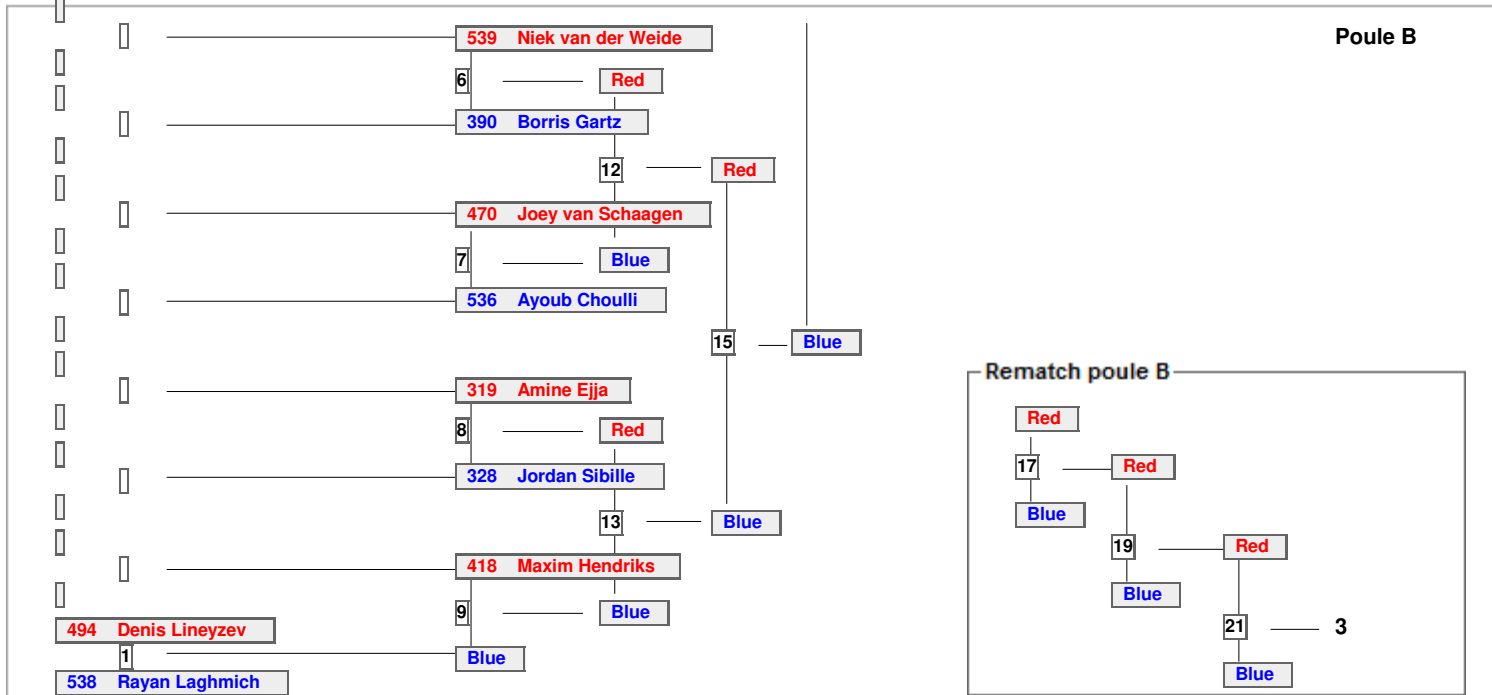 539 Niek van der Weide
Poule B
6 Red
390 Borris Gartz
12 Red
470 Joey van Schaagen
7 Blue
536 Ayoub Choulli
15 Blue
Rematch poule B
319 Amine Ejja
Red
8 Red
17 Red
328 Jordan Sibille
Blue
13 Blue
19 Red
418 Maxim Hendriks
Blue
9 Blue
494 Denis Lineyzev
21 3
1 Blue
Blue
538 Rayan Laghmich